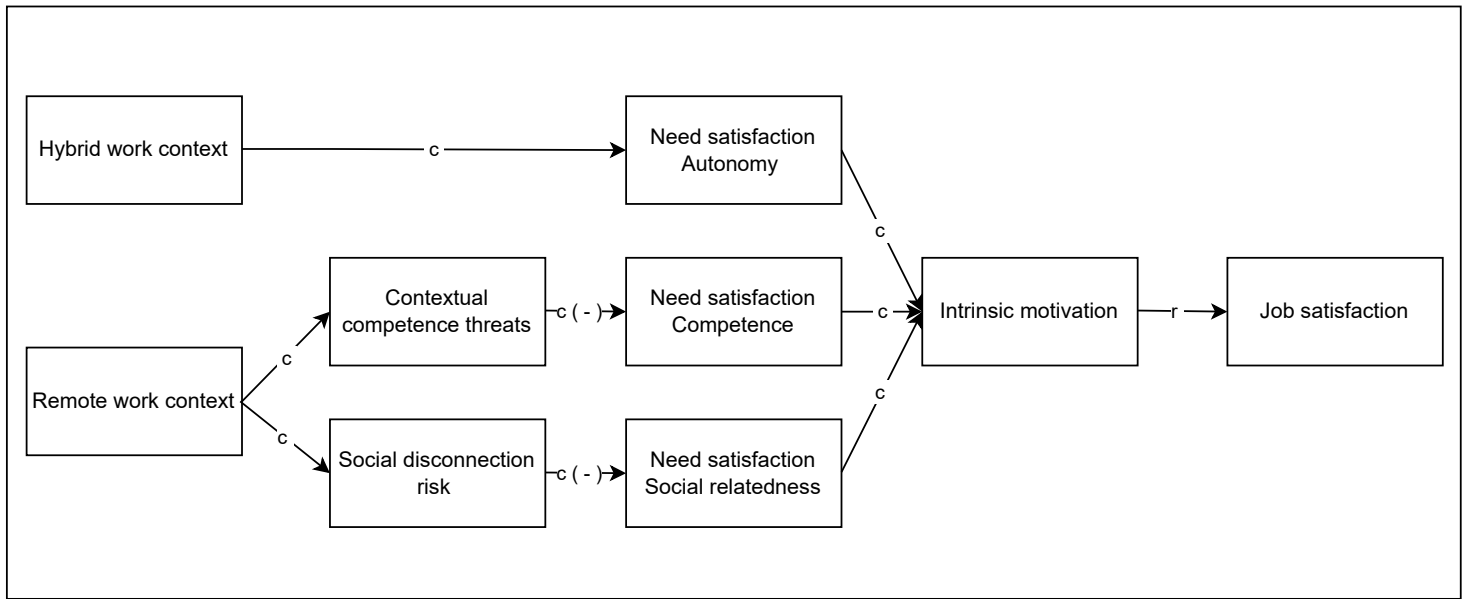 Hybrid work context
c
Need satisfaction
Autonomy
c
Contextual
competence threats
c ( - )
Need satisfaction
Competence
c
Intrinsic motivation
r
Job satisfaction
c
Remote work context
c
c
Social disconnection
risk
c ( - )
Need satisfaction
Social relatedness